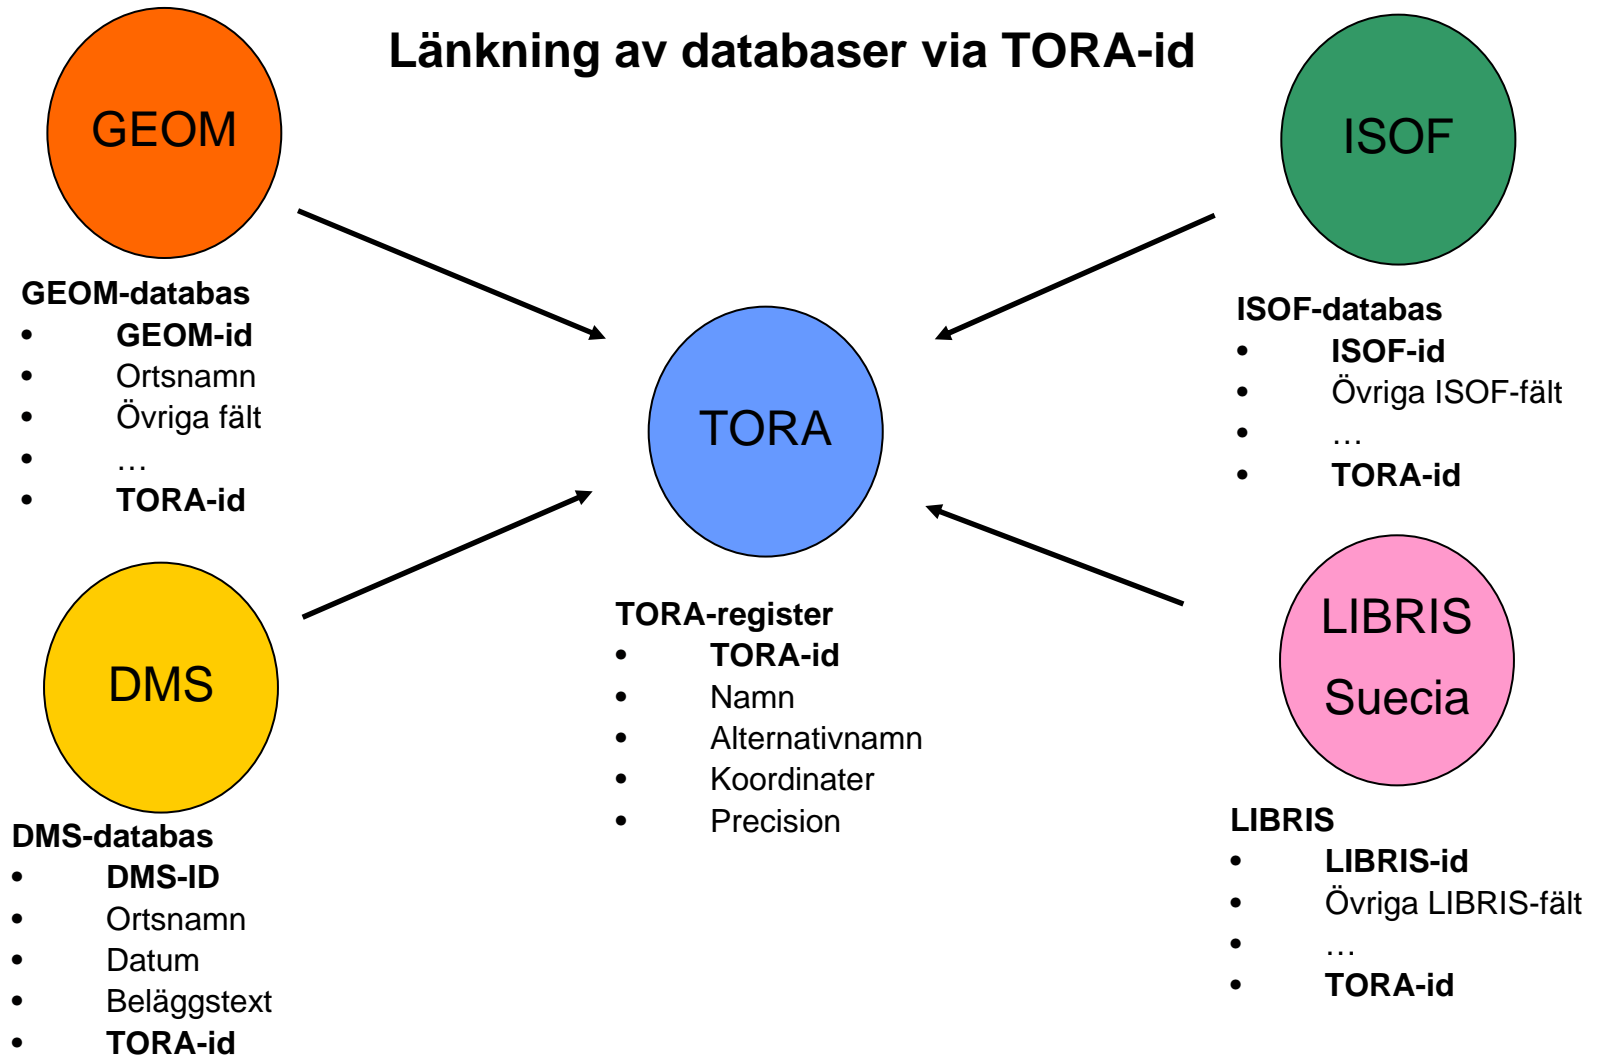 Länkning av databaser via TORA-id
GEOM
GEOM-databas
• GEOM-id
• Ortsnamn
• Övriga fält
• …
• TORA-id
DMS
DMS-databas
• DMS-ID
• Ortsnamn
• Datum
• Beläggstext
• TORA-id
TORA
TORA-register
• TORA-id
• Namn
• Alternativnamn
• Koordinater
• Precision
ISOF
ISOF-databas
• ISOF-id
• Övriga ISOF-fält
• …
• TORA-id
LIBRIS
Suecia
LIBRIS
• LIBRIS-id
• Övriga LIBRIS-fält
• …
• TORA-id